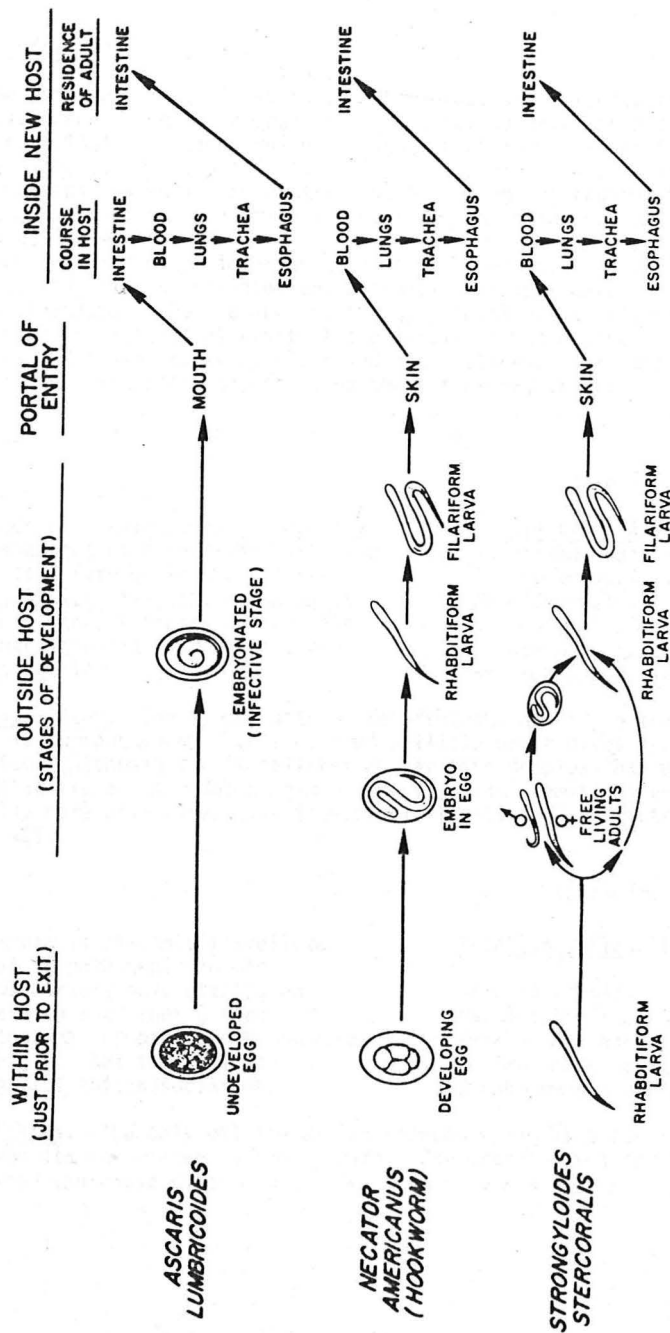 WITHIN HOST
(JUST PRIOR TO EXIT)
OUTSIDE HOST
(STAGES OF DEVELOPMENT)
PORTAL OF
ENTRY
INSIDE NEW HOST
COURSE
IN HOST
RESIDENCE
OF ADULT
ASCARIS
LUMBRICOIDES
UNDEVELOPED
EGG
EMBRYONATED
(INFECTIVE STAGE)
MOUTH
INTESTINE
BLOOD
LUNGS
TRACHEA
ESOPHAGUS
INTESTINE
NECATOR
AMERICANUS
(HOOKWORM)
DEVELOPING
EGG
EMBRYO
IN EGG
RHABDITIFORM
LARVA
FILARIFORM
LARVA
SKIN
BLOOD
LUNGS
TRACHEA
ESOPHAGUS
INTESTINE
STRONGYLOIDES
STERCORALIS
RHABDITIFORM
LARVA
♂
♀
FREE
LIVING
ADULTS
RHABDITIFORM
LARVA
FILARIFORM
LARVA
SKIN
BLOOD
LUNGS
TRACHEA
ESOPHAGUS
INTESTINE